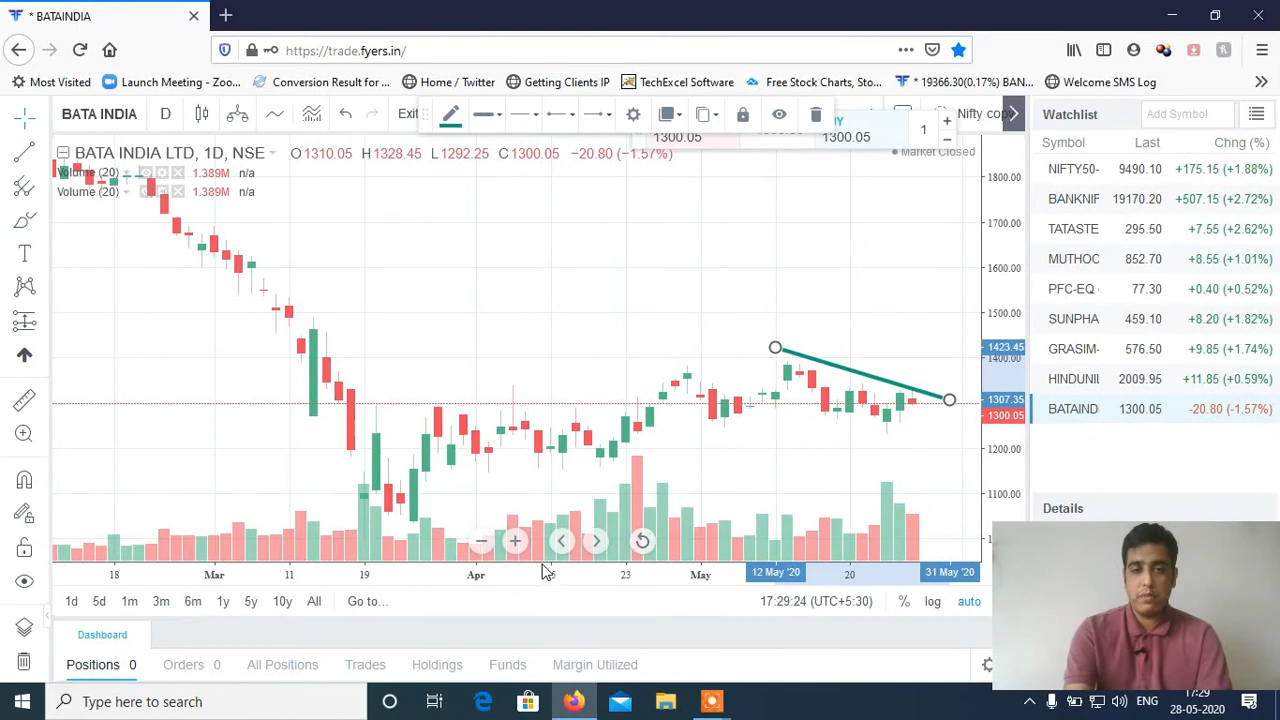 * BATAINDIA
https://trade.fyers.in/
Most Visited
Launch Meeting - Zoo...
Conversion Result for ...
Home / Twitter
Getting Clients IP
TechExcel Software
Free Stock Charts, Sto...
* 19366.30(0.17%) BAN...
Welcome SMS Log
BATA INDIA
D
Exit
Nifty cop
Watchlist
Add Symbol
1300.05
1300.05
1
BATA INDIA LTD, 1D, NSE
O1310.05 H1328.45 L1292.25 C1300.05 −20.80 (−1.57%)
Market Closed
Volume (20)
1.389M n/a
Volume (20)
1.389M n/a
Symbol Last Chng (%)
NIFTY50- 9490.10 +175.15 (+1.88%)
BANKNIF 19170.20 +507.15 (+2.72%)
TATASTE 295.50 +7.55 (+2.62%)
MUTHOC 852.70 +8.55 (+1.01%)
PFC-EQ 77.30 +0.40 (+0.52%)
SUNPHA 459.10 +8.20 (+1.82%)
GRASIM- 576.50 +9.85 (+1.74%)
HINDUNIL 2009.95 +11.85 (+0.59%)
BATAIND 1300.05 -20.80 (-1.57%)
1800.00
1700.00
1600.00
1500.00
1423.45
1400.00
1307.35
1300.05
1200.00
1100.00
Details
18 Mar 11 19 Apr 23 May 12 May '20 20 31 May '20
1d 5d 1m 3m 6m 1y 5y 10y All Go to...
17:29:24 (UTC+5:30) % log auto
Dashboard
Positions 0 Orders 0 All Positions Trades Holdings Funds Margin Utilized
Type here to search
ENG
17:29
28-05-2020